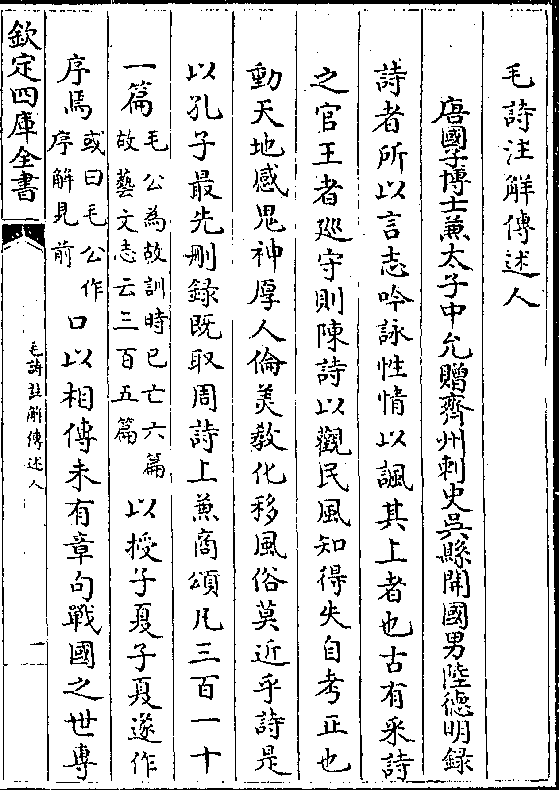 毛詩注解傳述人
唐國子博士兼太子中允贈齊州刺史吳縣開國男陸德明錄
詩者所以言志吟詠性情以諷其上者也古有采詩
之官王者廵守則陳詩以觀民風知得失自考正也
動天地感鬼神厚人倫美教化移風俗莫近乎詩是
以孔子最先刪錄既取周詩上兼商頌凡三百一十
一篇毛公為故訓時已亡六篇故藝文志云三百五篇以授子夏子夏遂作
序焉或曰毛公作序解見前口以相傳未有章句戰國之世専
欽定四庫全書
毛詩註解傳述人
一